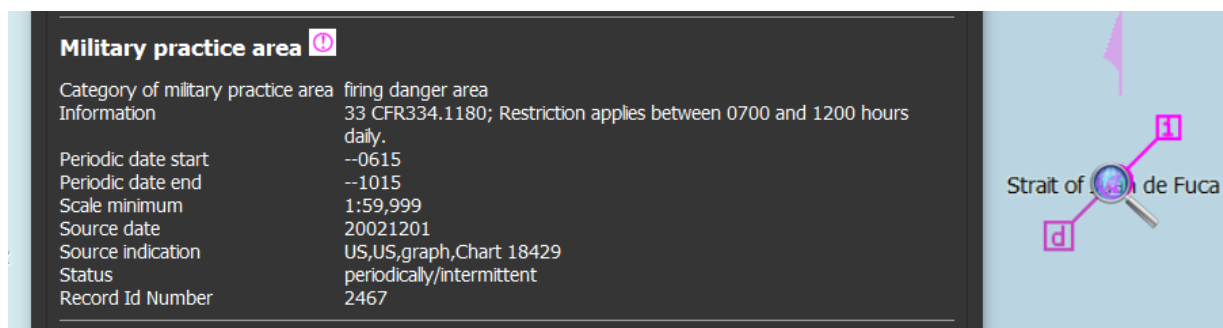 Military practice area
Category of military practice area firing danger area
Information 33 CFR334.1180; Restriction applies between 0700 and 1200 hours
daily.
Periodic date start --0615
Periodic date end --1015
Scale minimum 1:59,999
Source date 20021201
Source indication US,US,graph,Chart 18429
Status periodically/intermittent
Record Id Number 2467
i
Strait of de Fuca
d